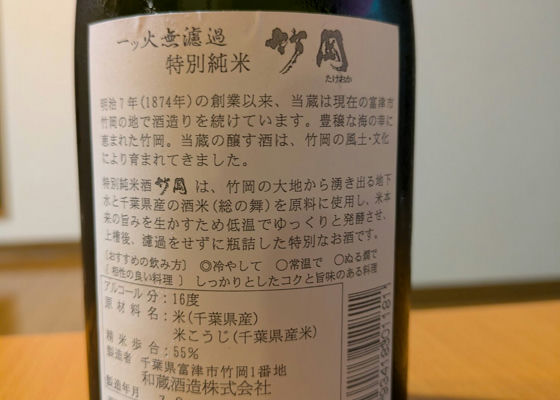 一ッ火無濾過
特別純米
竹岡
たけおか
明治7年(1874年)の創業以来、当蔵は現在の富津市
竹岡の地で酒造りを続けています。豊穣な海の幸に
恵まれた竹岡。当蔵の醸す酒は、竹岡の風土・文化
により育まれてきました。
特別純米酒 竹岡 は、竹岡の大地から湧き出る地下
水と千葉県産の酒米(総の舞)を原料に使用し、米本
来の旨みを生かすため低温でゆっくりと発酵させ、
上槽後、濾過をせずに瓶詰した特別なお酒です。
〔おすすめの飲み方〕 ◎冷やして 〇常温で 〇ぬる燗で
〔 相性の良い料理 〕 しっかりとしたコクと旨味のある料理
アルコール分：16度
原材料名：米(千葉県産)
米こうじ(千葉県産米)
精米歩合：55%
製造者 千葉県富津市竹岡1番地
和蔵酒造株式会社
製造年月